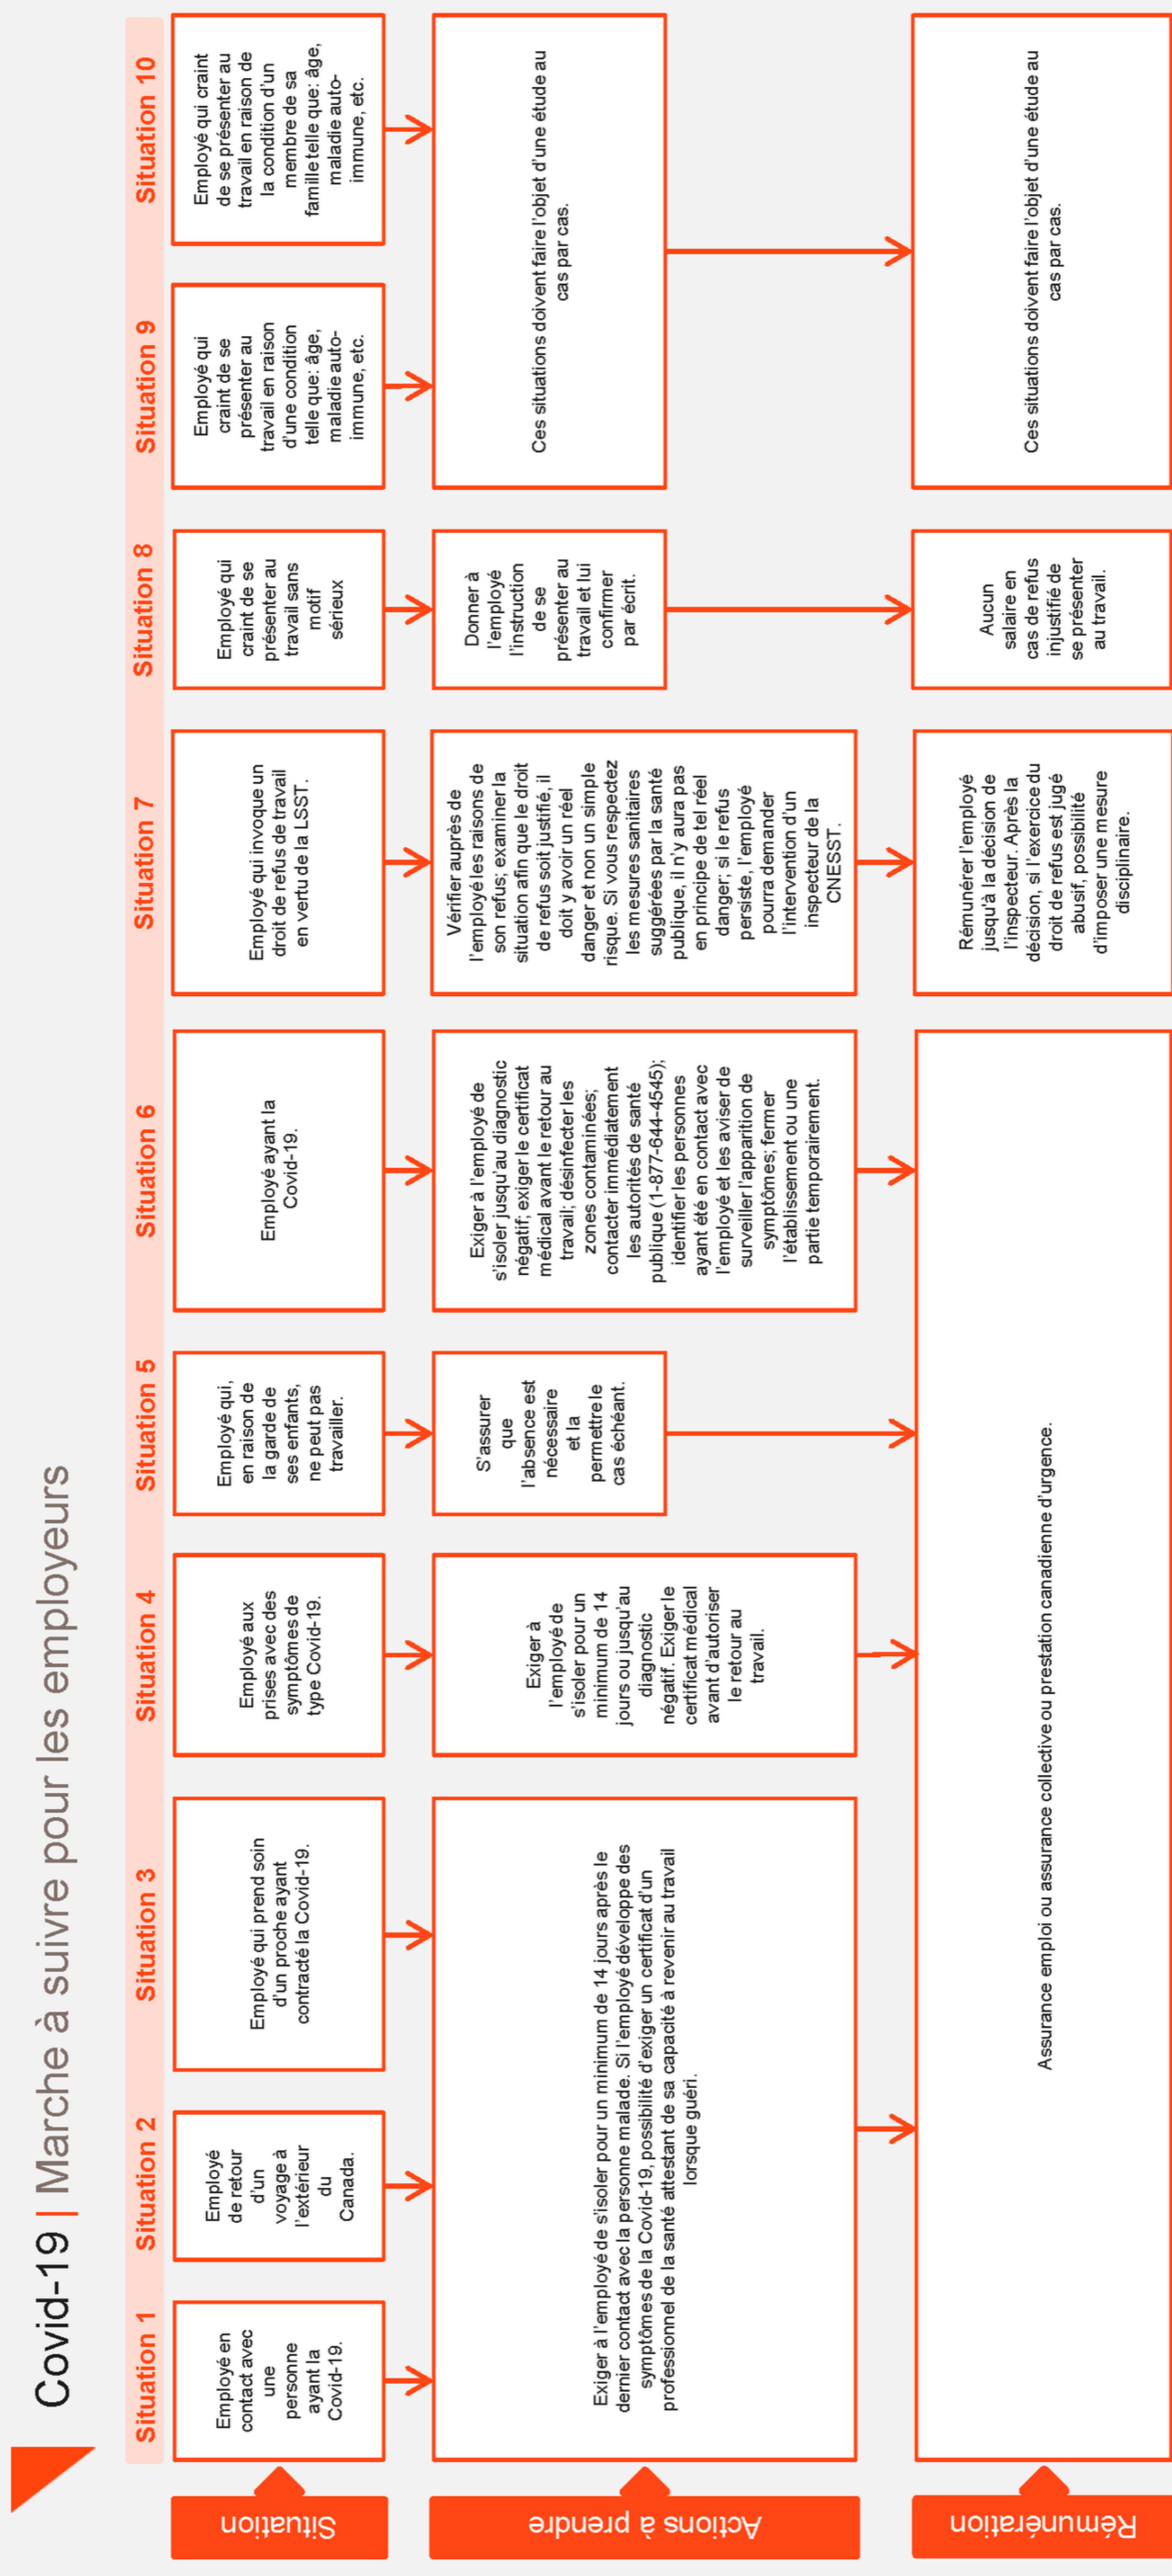 Covid-19 | Marche à suivre pour les employeurs
Situation 1
Situation 2
Situation 3
Situation 4
Situation 5
Situation 6
Situation 7
Situation 8
Situation 9
Situation 10
Situation
Employé en
contact avec
une
personne
ayant la
Covid-19.
Employé
de retour
d'un
voyage à
l'extérieur
du
Canada.
Employé qui prend soin
d'un proche ayant
contracté la Covid-19.
Employé aux
prises avec des
symptômes de
type Covid-19.
Employé qui,
en raison de
la garde de
ses enfants,
ne peut pas
travailler.
Employé ayant la
Covid-19.
Employé qui invoque un
droit de refus de travail
en vertu de la LSST.
Employé qui
craint de se
présenter au
travail sans
motif
sérieux
Employé qui
craint de se
présenter au
travail en raison
d'une condition
telle que: âge,
maladie auto-
immune, etc.
Employé qui craint
de se présenter au
travail en raison de
la condition d'un
membre de sa
famille telle que: âge,
maladie auto-
immune, etc.
Actions à prendre
Exiger à l'employé de s'isoler pour un minimum de 14 jours après le
dernier contact avec la personne malade. Si l'employé développe des
symptômes de la Covid-19, possibilité d'exiger un certificat d'un
professionnel de la santé attestant de sa capacité à revenir au travail
lorsque guéri.
Exiger à
l'employé de
s'isoler pour un
minimum de 14
jours ou jusqu'au
diagnostic
négatif. Exiger le
certificat médical
avant d'autoriser
le retour au
travail.
S'assurer
que
l'absence est
nécessaire
et la
permettre le
cas échéant.
Exiger à l'employé de
s'isoler jusqu'au diagnostic
négatif; exiger le certificat
médical avant le retour au
travail; désinfecter les
zones contaminées;
contacter immédiatement
les autorités de santé
publique (1-877-644-4545);
identifier les personnes
ayant été en contact avec
l'employé et les aviser de
surveiller l'apparition de
symptômes; fermer
l'établissement ou une
partie temporairement.
Vérifier auprès de
l'employé les raisons de
son refus; examiner la
situation afin que le droit
de refus soit justifié, il
doit y avoir un réel
danger et non un simple
risque. Si vous respectez
les mesures sanitaires
suggérées par la santé
publique, il n'y aura pas
en principe de tel réel
danger; si le refus
persiste, l'employé
pourra demander
l'intervention d'un
inspecteur de la
CNESST.
Donner à
l'employé
l'instruction
de se
présenter au
travail et lui
confirmer
par écrit.
Ces situations doivent faire l'objet d'une étude au
cas par cas.
Rémunération
Assurance emploi ou assurance collective ou prestation canadienne d'urgence.
Rémunérer l'employé
jusqu'à la décision de
l'inspecteur. Après la
décision, si l'exercice du
droit de refus est jugé
abusif, possibilité
d'imposer une mesure
disciplinaire.
Aucun
salaire en
cas de refus
injustifié de
se présenter
au travail.
Ces situations doivent faire l'objet d'une étude au
cas par cas.